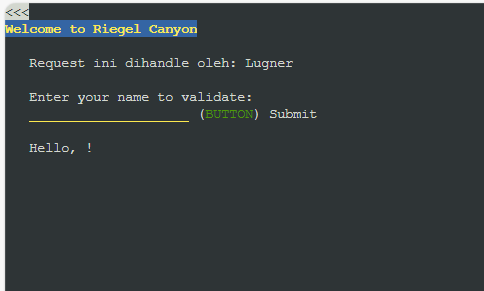 <<<
Welcome to Riegel Canyon
Request ini dihandle oleh: Lugner
Enter your name to validate:
____________________ (BUTTON) Submit
Hello, !